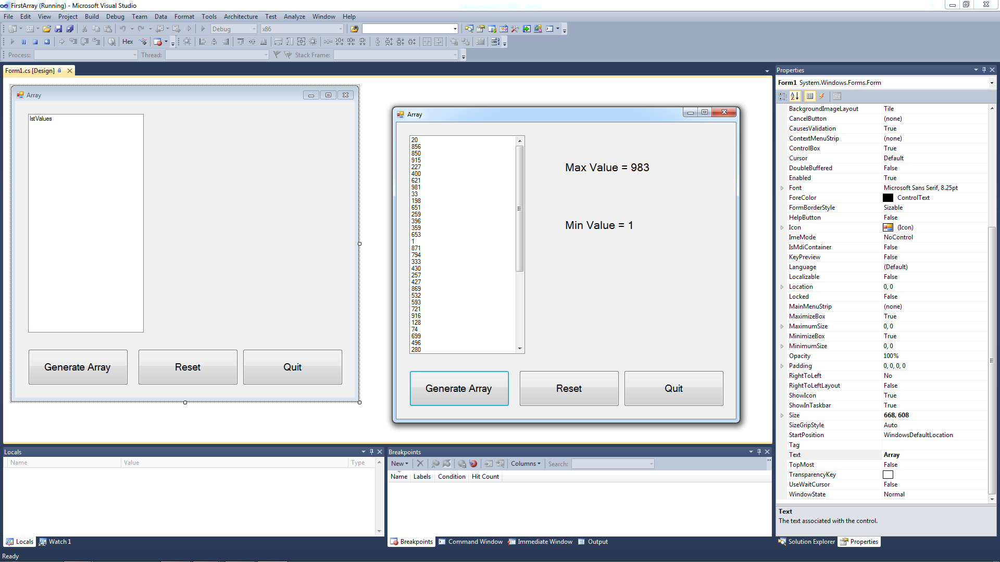 FirstArray (Running) - Microsoft Visual Studio
File Edit View Project Build Debug Team Data Format Tools Architecture Test Analyze Window Help
Debug x86
Hex
Process: Thread: Stack Frame:
Form1.cs [Design]
Array
lstValues
Generate Array Reset Quit
Array
20
856
850
915
227
400
621
981
33
198
651
259
396
359
653
1
871
794
333
430
257
427
869
532
593
721
916
128
74
699
496
280
Max Value = 983
Min Value = 1
Generate Array Reset Quit
Properties
Form1 System.Windows.Forms.Form
BackgroundImageLayout Tile
CancelButton (none)
CausesValidation True
ContextMenuStrip (none)
ControlBox True
Cursor Default
DoubleBuffered False
Enabled True
Font Microsoft Sans Serif, 8.25pt
ForeColor ControlText
FormBorderStyle Sizable
HelpButton False
Icon (Icon)
ImeMode NoControl
IsMdiContainer False
KeyPreview False
Language (Default)
Localizable False
Location 0, 0
Locked False
MainMenuStrip (none)
MaximizeBox True
MaximumSize 0, 0
MinimizeBox True
MinimumSize 0, 0
Opacity 100%
Padding 0, 0, 0, 0
RightToLeft No
RightToLeftLayout False
ShowIcon True
ShowInTaskbar True
Size 668, 608
SizeGripStyle Auto
StartPosition WindowsDefaultLocation
Tag
Text Array
TopMost False
TransparencyKey
UseWaitCursor False
WindowState Normal
Text
The text associated with the control.
Solution Explorer Properties
Locals
Name Value Type
Locals Watch 1
Breakpoints
New Columns Search:
Name Labels Condition Hit Count
Breakpoints Command Window Immediate Window Output
Ready